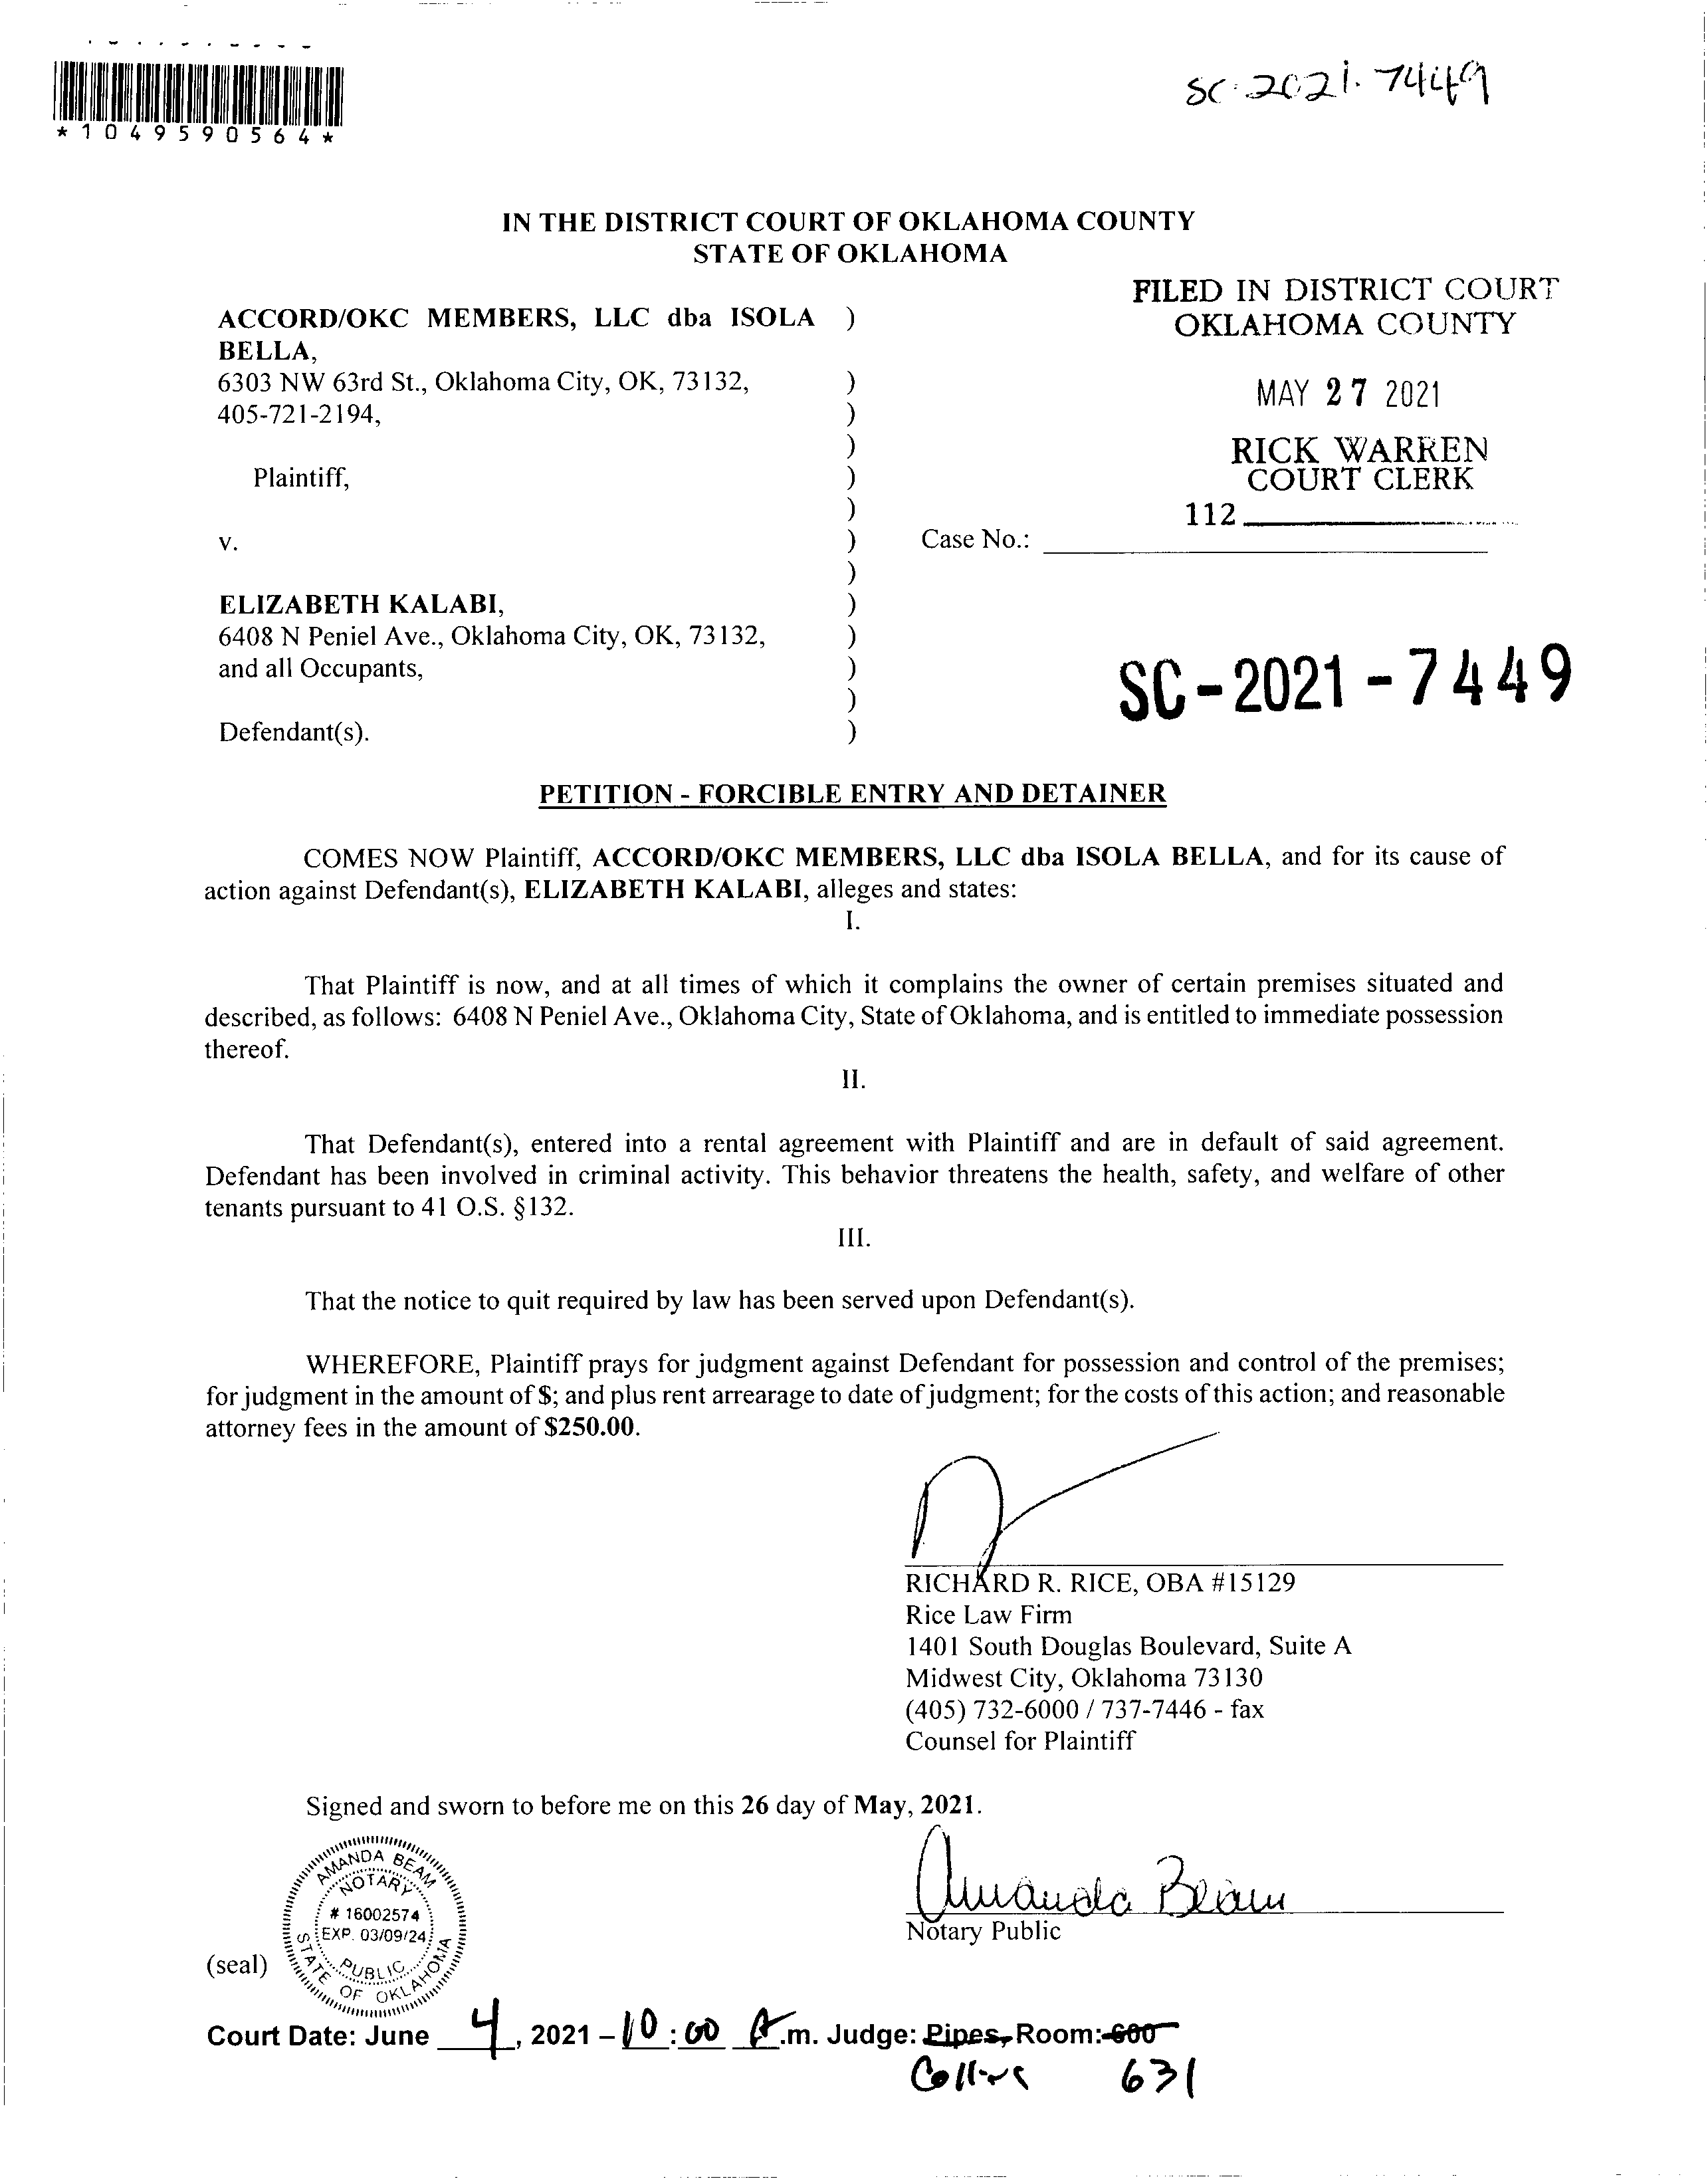 SC-2021-7449
*1049590564*
IN THE DISTRICT COURT OF OKLAHOMA COUNTY
STATE OF OKLAHOMA
FILED IN DISTRICT COURT
OKLAHOMA COUNTY
MAY 27 2021
RICK WARREN
COURT CLERK
112
ACCORD/OKC MEMBERS, LLC dba ISOLA )
BELLA,
6303 NW 63rd St., Oklahoma City, OK, 73132, )
405-721-2194, )
)
Plaintiff, )
)
v. ) Case No.:
)
ELIZABETH KALABI, )
6408 N Peniel Ave., Oklahoma City, OK, 73132, )
and all Occupants, )
)
Defendant(s). )
SC-2021-7449
PETITION - FORCIBLE ENTRY AND DETAINER
COMES NOW Plaintiff, ACCORD/OKC MEMBERS, LLC dba ISOLA BELLA, and for its cause of
action against Defendant(s), ELIZABETH KALABI, alleges and states:
I.
That Plaintiff is now, and at all times of which it complains the owner of certain premises situated and
described, as follows: 6408 N Peniel Ave., Oklahoma City, State of Oklahoma, and is entitled to immediate possession
thereof.
II.
That Defendant(s), entered into a rental agreement with Plaintiff and are in default of said agreement.
Defendant has been involved in criminal activity. This behavior threatens the health, safety, and welfare of other
tenants pursuant to 41 O.S. §132.
III.
That the notice to quit required by law has been served upon Defendant(s).
WHEREFORE, Plaintiff prays for judgment against Defendant for possession and control of the premises;
for judgment in the amount of $; and plus rent arrearage to date of judgment; for the costs of this action; and reasonable
attorney fees in the amount of $250.00.
RICHARD R. RICE, OBA #15129
Rice Law Firm
1401 South Douglas Boulevard, Suite A
Midwest City, Oklahoma 73130
(405) 732-6000 / 737-7446 - fax
Counsel for Plaintiff
Signed and sworn to before me on this 26 day of May, 2021.
AMANDA BEAM
NOTARY
# 16002574
EXP. 03/09/24
PUBLIC
STATE OF OKLAHOMA
Amanda Beam
Notary Public
(seal)
Court Date: June 4, 2021 – 10:00 A.m. Judge: Pipes, Room: 600
Collins 631